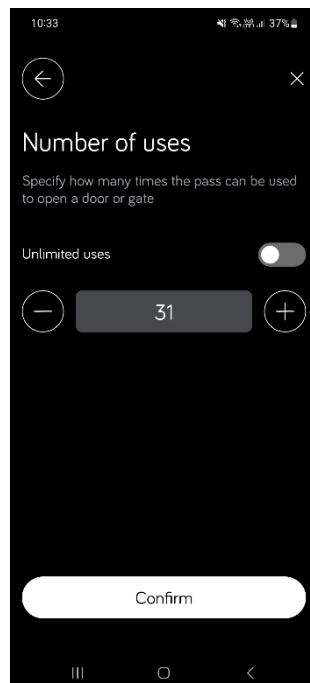 10:33
37%
Number of uses
Specify how many times the pass can be used
to open a door or gate
Unlimited uses
31
Confirm